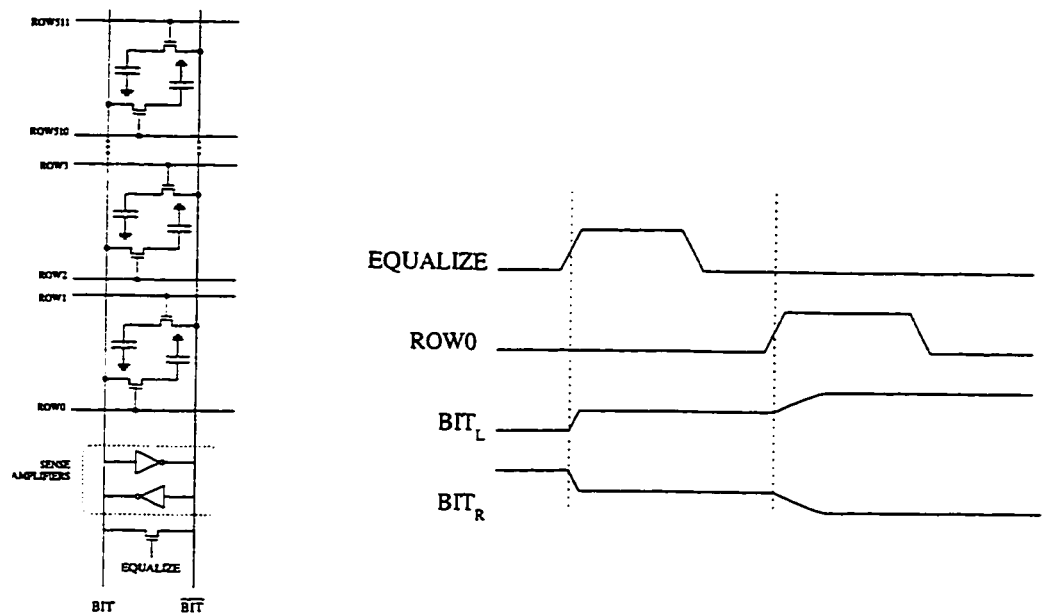 ROW511
ROW510
ROW3
ROW2
ROW1
ROW0
SENSE
AMPLIFIERS
EQUALIZE
BIT
BIT
EQUALIZE
ROW0
BIT_L
BIT_R